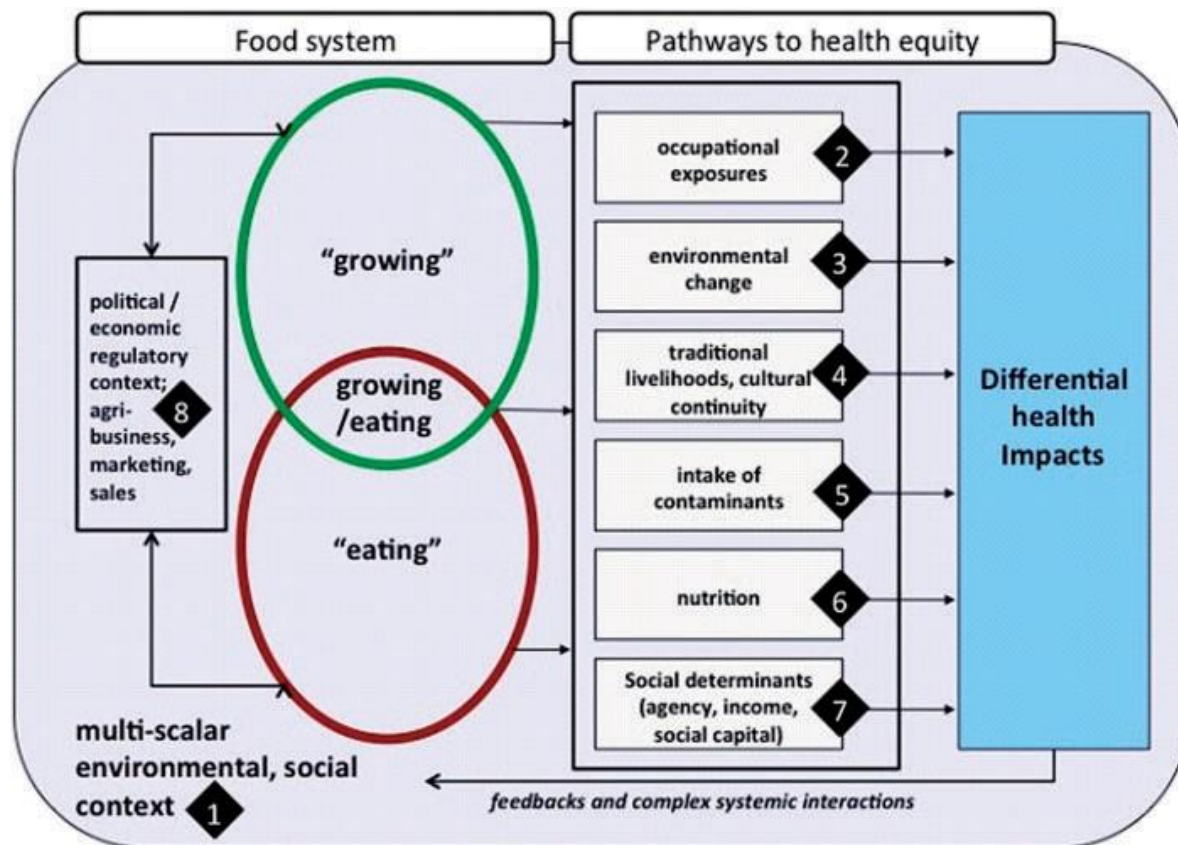 Food system
Pathways to health equity
political /
economic
regulatory
context;
agri-
business,
marketing,
sales
8
“growing”
growing
/eating
“eating”
multi-scalar
environmental, social
context
1
occupational
exposures
2
environmental
change
3
traditional
livelihoods, cultural
continuity
4
intake of
contaminants
5
nutrition
6
Social determinants
(agency, income,
social capital)
7
Differential
health
Impacts
feedbacks and complex systemic interactions